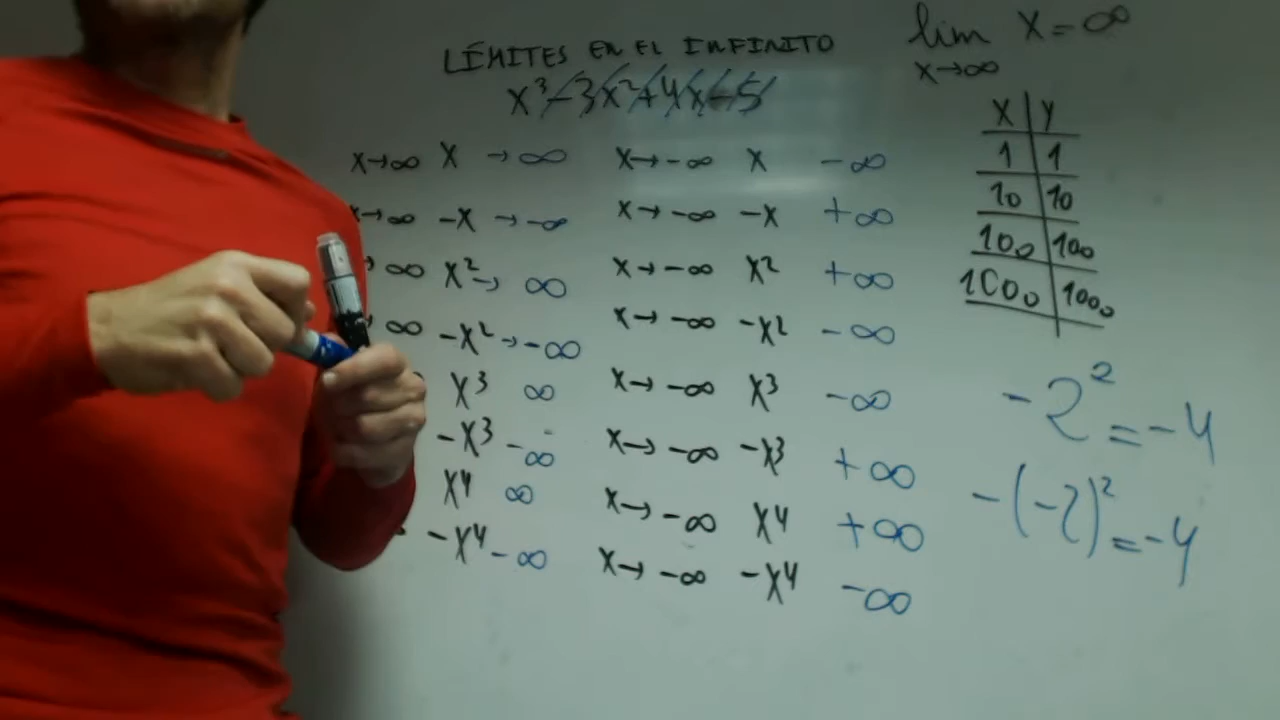 LÍMITES EN EL INFINITO
x³-3x²+4x-5
lim x = ∞
x→∞
x→∞ x → ∞
→∞ -x → -∞
∞ x² → ∞
∞ -x² → -∞
x³ ∞
-x³ -∞
x⁴ ∞
-x⁴ -∞
x→-∞ x -∞
x→-∞ -x +∞
x→-∞ x² +∞
x→-∞ -x² -∞
x→-∞ x³ -∞
x→-∞ -x³ +∞
x→-∞ x⁴ +∞
x→-∞ -x⁴ -∞
x y
1 1
10 10
100 100
1000 1000
-2² = -4
-(-2)² = -4